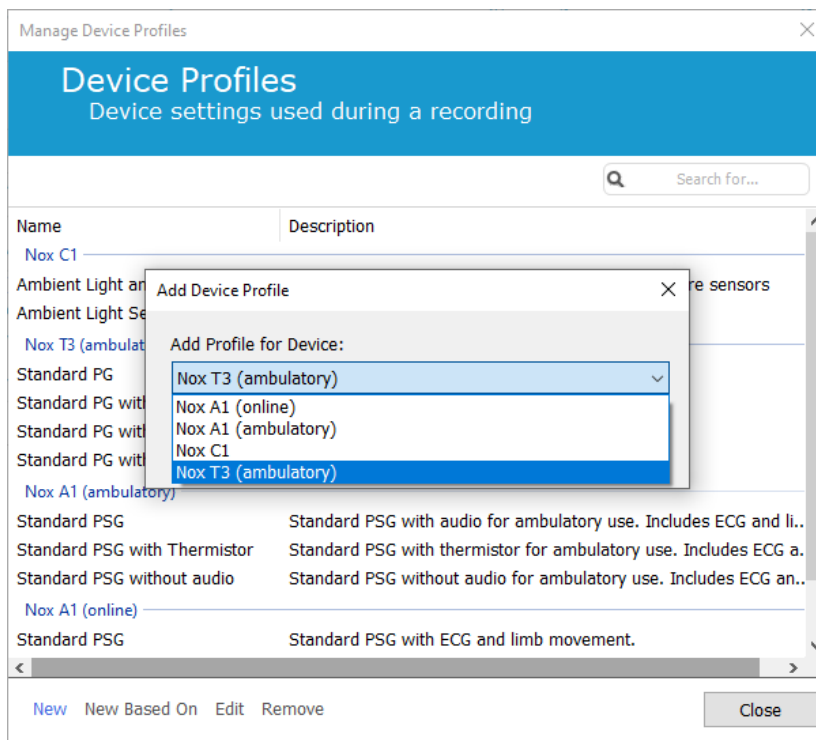 Manage Device Profiles
Device Profiles
Device settings used during a recording
Search for...
Name Description
Nox C1
Ambient Light an re sensors
Add Device Profile
Ambient Light Se
Add Profile for Device:
Nox T3 (ambulat
Nox T3 (ambulatory)
Standard PG
Nox A1 (online)
Standard PG wit
Nox A1 (ambulatory)
Standard PG wit
Nox C1
Standard PG wit
Nox T3 (ambulatory)
Nox A1 (ambulatory)
Standard PSG Standard PSG with audio for ambulatory use. Includes ECG and li..
Standard PSG with Thermistor Standard PSG with thermistor for ambulatory use. Includes ECG a.
Standard PSG without audio Standard PSG without audio for ambulatory use. Includes ECG an..
Nox A1 (online)
Standard PSG Standard PSG with ECG and limb movement.
New New Based On Edit Remove Close